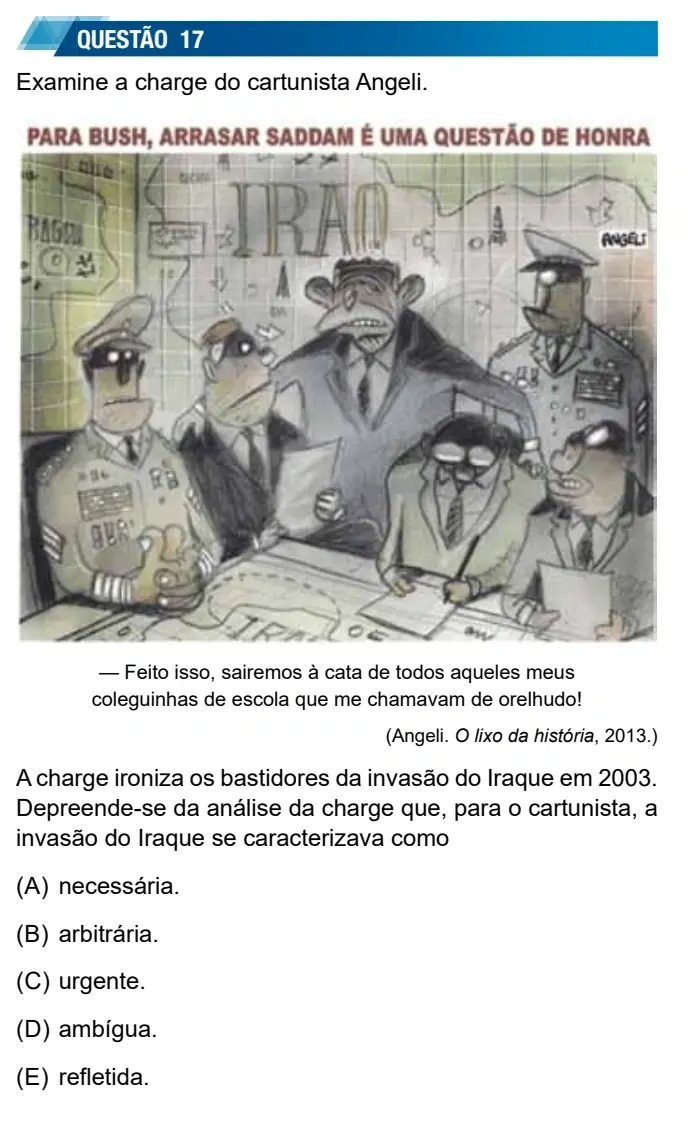 QUESTÃO 17
Examine a charge do cartunista Angeli.
PARA BUSH, ARRASAR SADDAM É UMA QUESTÃO DE HONRA
IRAQ
ANGELI
— Feito isso, sairemos à cata de todos aqueles meus
coleguinhas de escola que me chamavam de orelhudo!
(Angeli. O lixo da história, 2013.)
A charge ironiza os bastidores da invasão do Iraque em 2003.
Depreende-se da análise da charge que, para o cartunista, a
invasão do Iraque se caracterizava como
(A) necessária.
(B) arbitrária.
(C) urgente.
(D) ambígua.
(E) refletida.